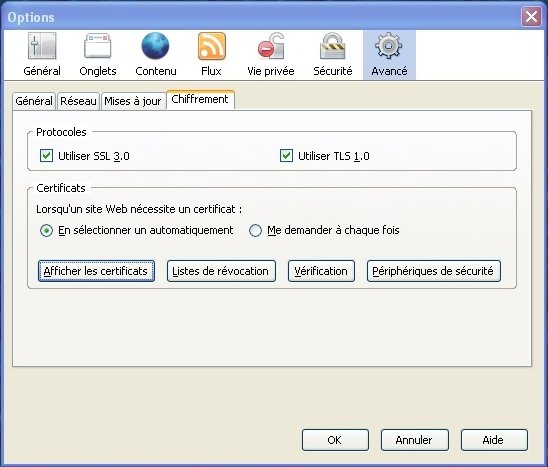 Options
Général Onglets Contenu Flux Vie privée Sécurité Avancé
Général Réseau Mises à jour Chiffrement
Protocoles
Utiliser SSL 3.0 Utiliser TLS 1.0
Certificats
Lorsqu'un site Web nécessite un certificat :
En sélectionner un automatiquement Me demander à chaque fois
Afficher les certificats Listes de révocation Vérification Périphériques de sécurité
OK Annuler Aide